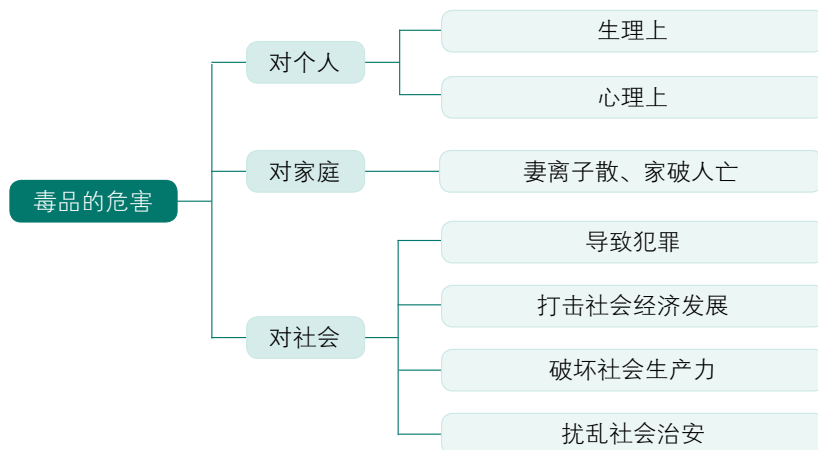 毒品的危害
对个人
生理上
心理上
对家庭
妻离子散、家破人亡
对社会
导致犯罪
打击社会经济发展
破坏社会生产力
扰乱社会治安